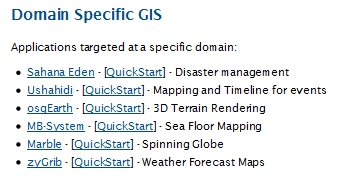 Domain Specific GIS
Applications targeted at a specific domain:
• Sahana Eden - [QuickStart] - Disaster management
• Ushahidi - [QuickStart] - Mapping and Timeline for events
• osgEarth - [QuickStart] - 3D Terrain Rendering
• MB-System - [QuickStart] - Sea Floor Mapping
• Marble - [QuickStart] - Spinning Globe
• zyGrib - [QuickStart] - Weather Forecast Maps